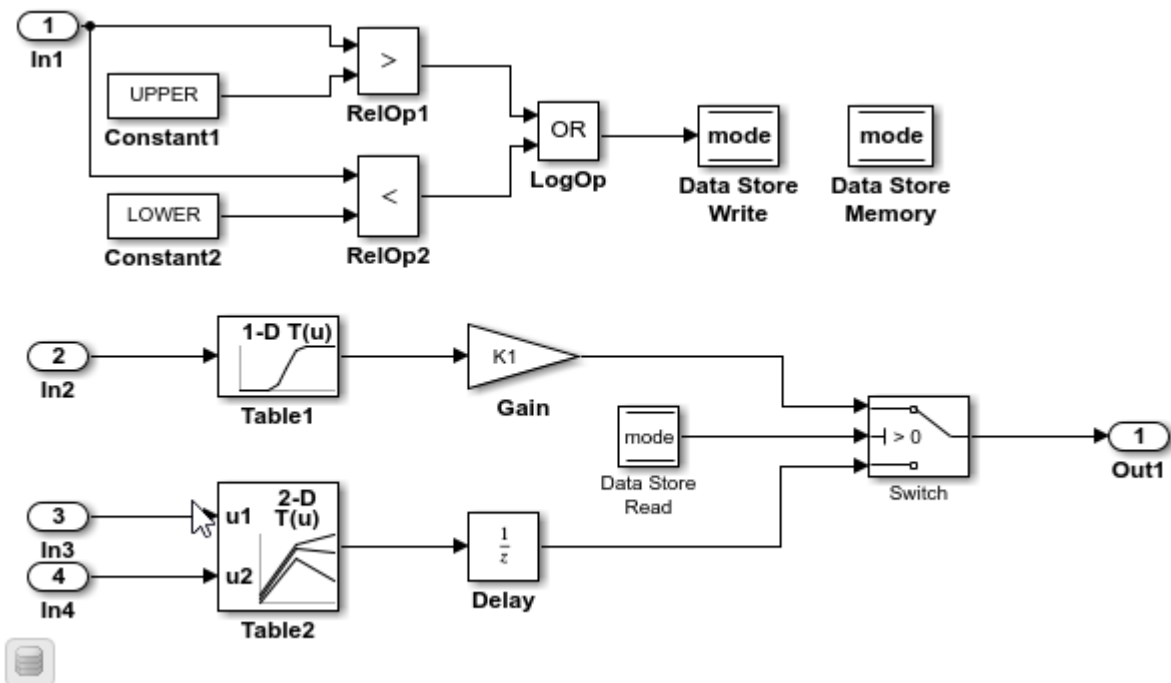 1
In1
UPPER
Constant1
>
RelOp1
LOWER
Constant2
<
RelOp2
OR
LogOp
mode
Data Store
Write
mode
Data Store
Memory
2
In2
1-D T(u)
Table1
K1
Gain
mode
Data Store
Read
> 0
Switch
1
Out1
3
In3
4
In4
u1
u2
2-D
T(u)
Table2
1
z
Delay